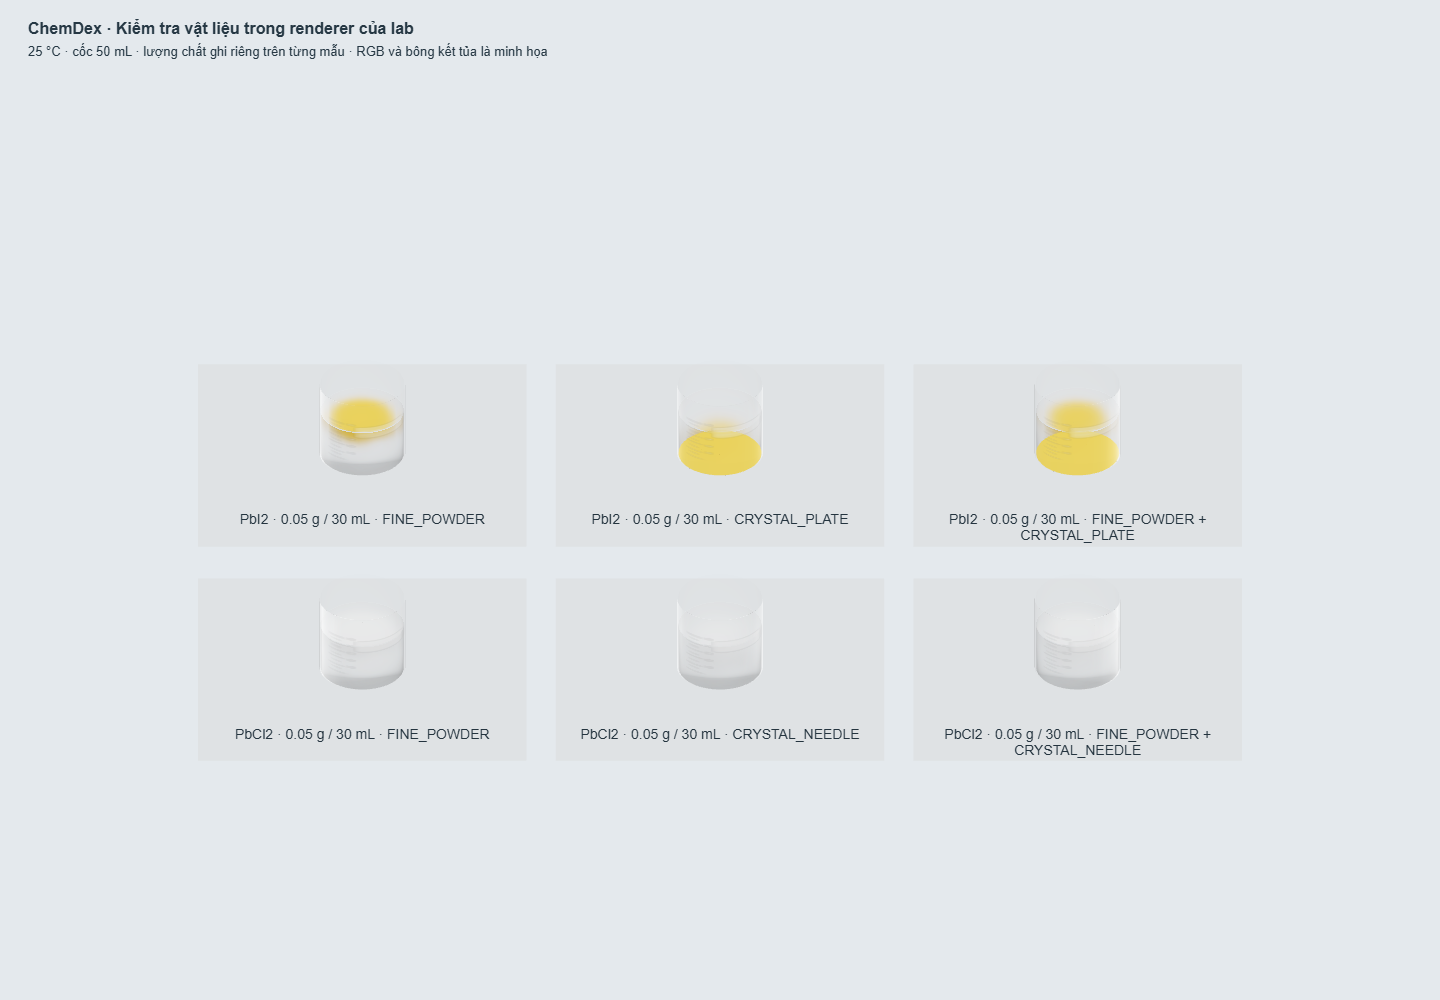 ChemDex · Kiểm tra vật liệu trong renderer của lab
25 °C · cốc 50 mL · lượng chất ghi riêng trên từng mẫu · RGB và bông kết tủa là minh họa
PbI2 · 0.05 g / 30 mL · FINE_POWDER
PbI2 · 0.05 g / 30 mL · CRYSTAL_PLATE
PbI2 · 0.05 g / 30 mL · FINE_POWDER +
CRYSTAL_PLATE
PbCl2 · 0.05 g / 30 mL · FINE_POWDER
PbCl2 · 0.05 g / 30 mL · CRYSTAL_NEEDLE
PbCl2 · 0.05 g / 30 mL · FINE_POWDER +
CRYSTAL_NEEDLE